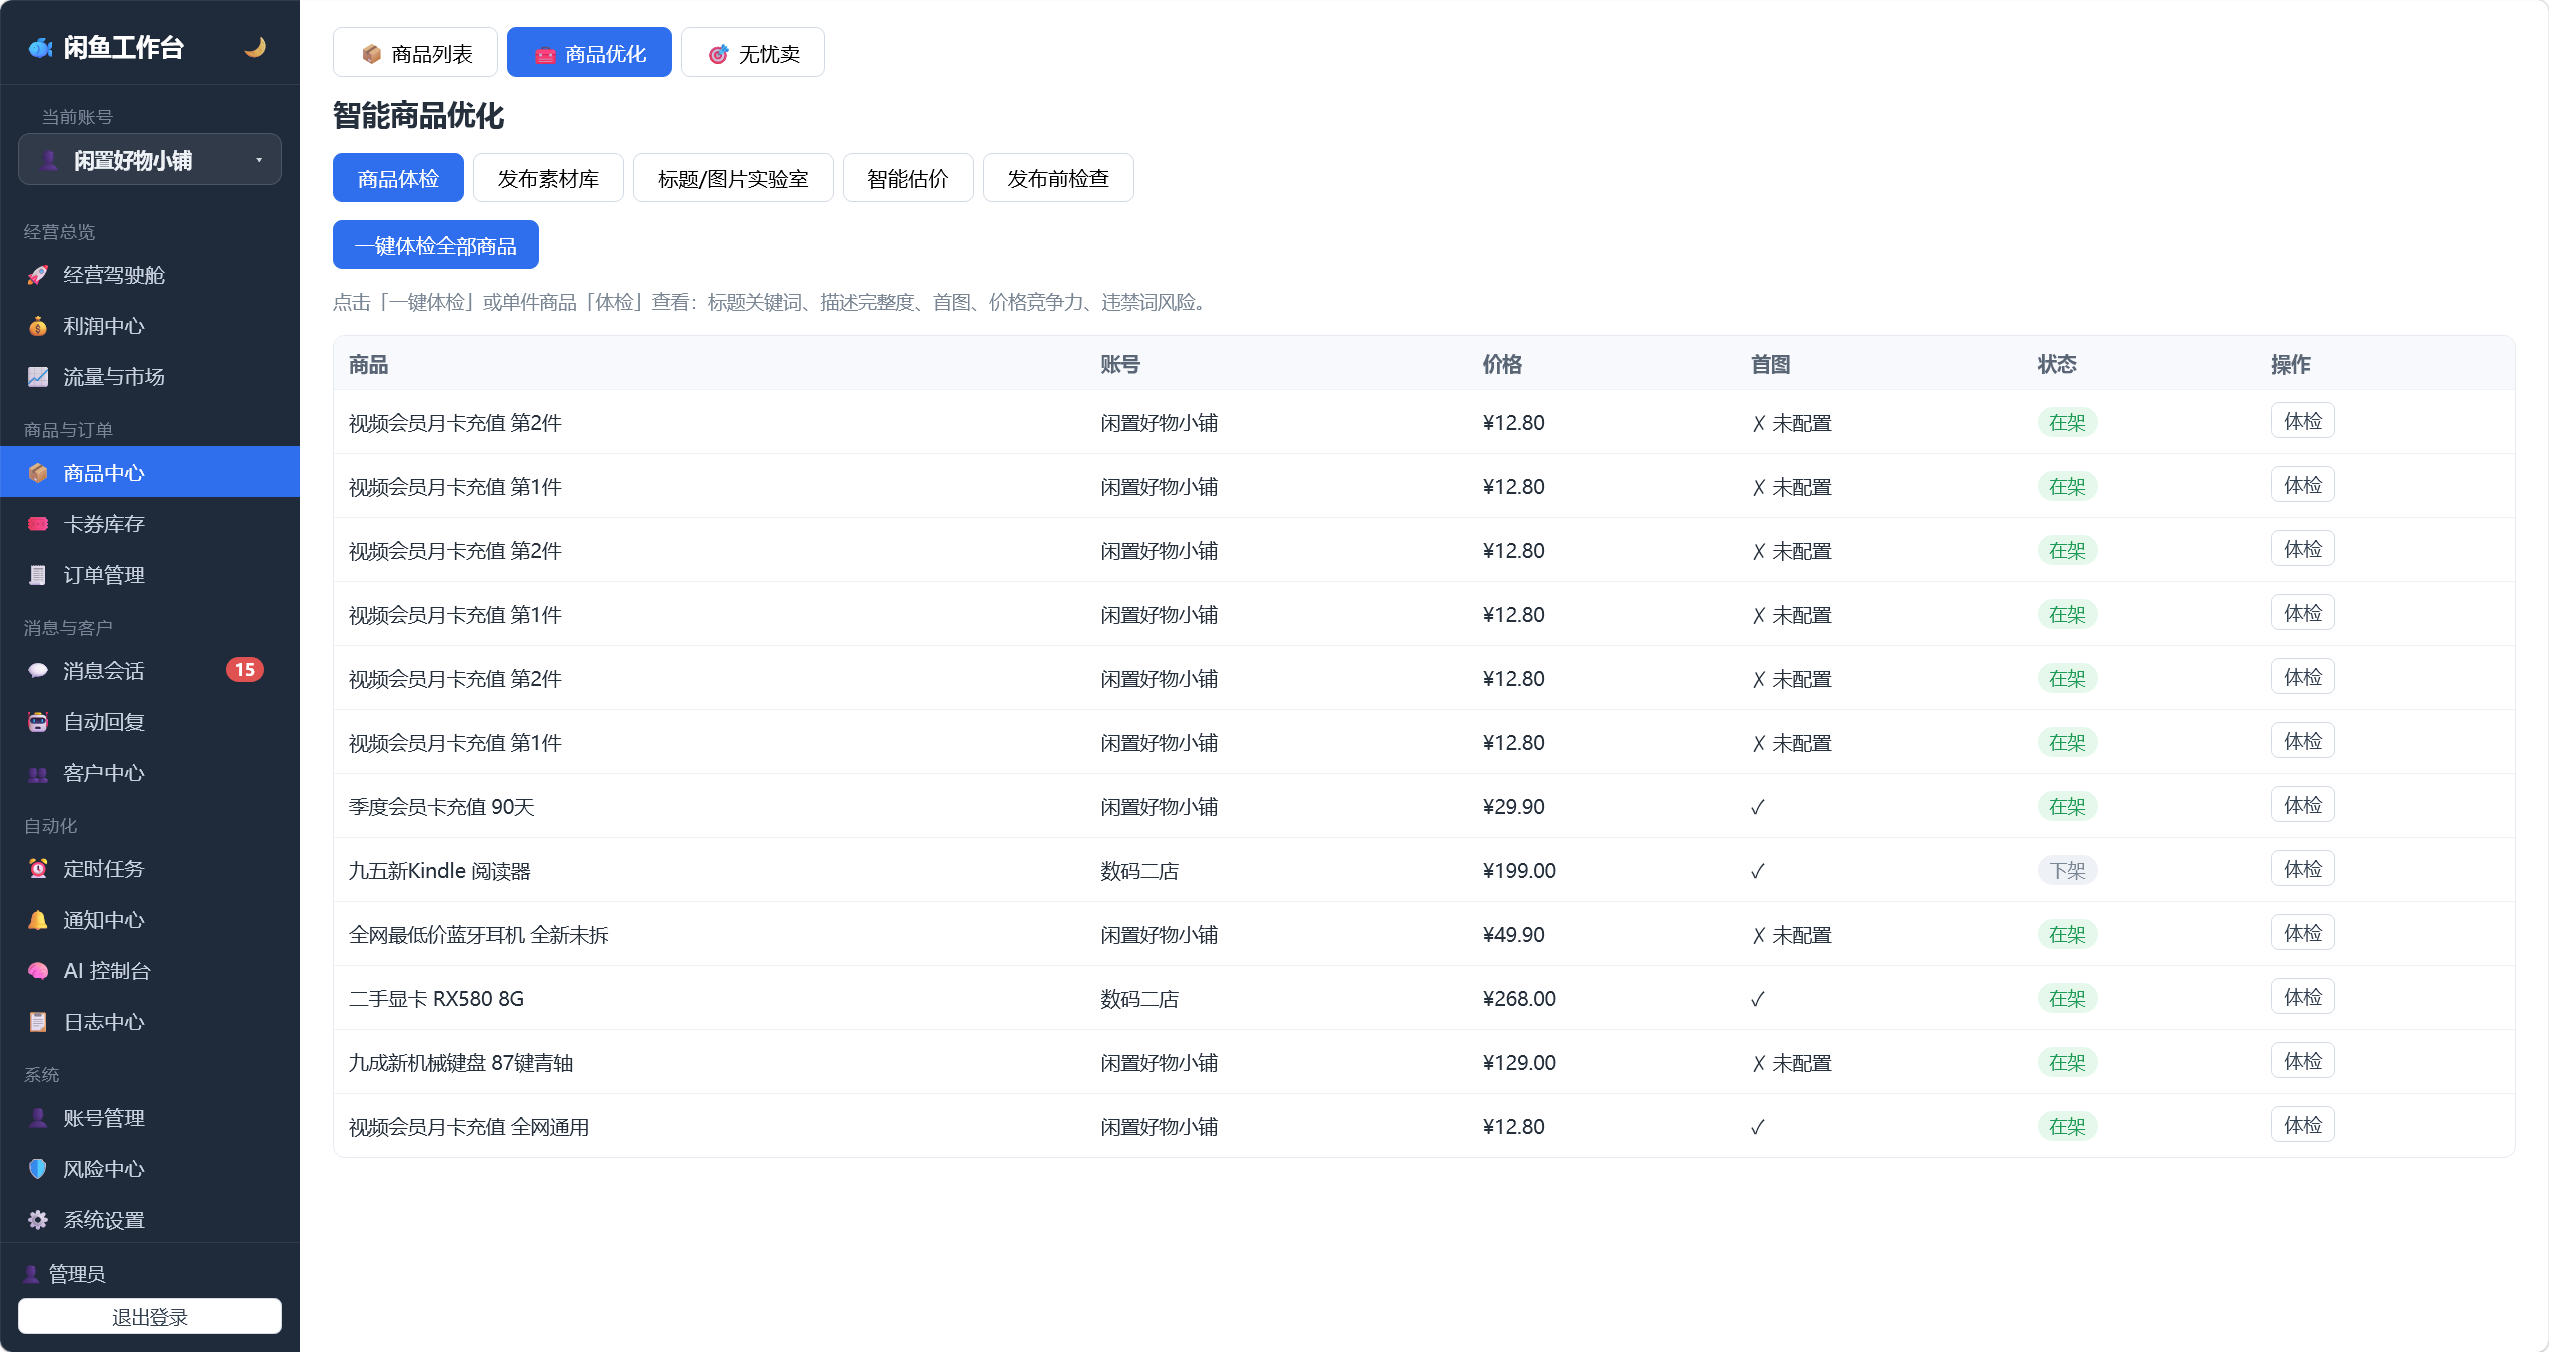 闲鱼工作台
当前账号
闲置好物小铺
经营总览
经营驾驶舱
利润中心
流量与市场
商品与订单
商品中心
卡券库存
订单管理
消息与客户
消息会话 15
自动回复
客户中心
自动化
定时任务
通知中心
AI 控制台
日志中心
系统
账号管理
风险中心
系统设置
管理员
退出登录
商品列表 商品优化 无忧卖
智能商品优化
商品体检 发布素材库 标题/图片实验室 智能估价 发布前检查
一键体检全部商品
点击「一键体检」或单件商品「体检」查看：标题关键词、描述完整度、首图、价格竞争力、违禁词风险。
商品 账号 价格 首图 状态 操作
视频会员月卡充值 第2件 闲置好物小铺 ¥12.80 ✗ 未配置 在架 体检
视频会员月卡充值 第1件 闲置好物小铺 ¥12.80 ✗ 未配置 在架 体检
视频会员月卡充值 第2件 闲置好物小铺 ¥12.80 ✗ 未配置 在架 体检
视频会员月卡充值 第1件 闲置好物小铺 ¥12.80 ✗ 未配置 在架 体检
视频会员月卡充值 第2件 闲置好物小铺 ¥12.80 ✗ 未配置 在架 体检
视频会员月卡充值 第1件 闲置好物小铺 ¥12.80 ✗ 未配置 在架 体检
季度会员卡充值 90天 闲置好物小铺 ¥29.90 ✓ 在架 体检
九五新Kindle 阅读器 数码二店 ¥199.00 ✓ 下架 体检
全网最低价蓝牙耳机 全新未拆 闲置好物小铺 ¥49.90 ✗ 未配置 在架 体检
二手显卡 RX580 8G 数码二店 ¥268.00 ✓ 在架 体检
九成新机械键盘 87键青轴 闲置好物小铺 ¥129.00 ✗ 未配置 在架 体检
视频会员月卡充值 全网通用 闲置好物小铺 ¥12.80 ✓ 在架 体检